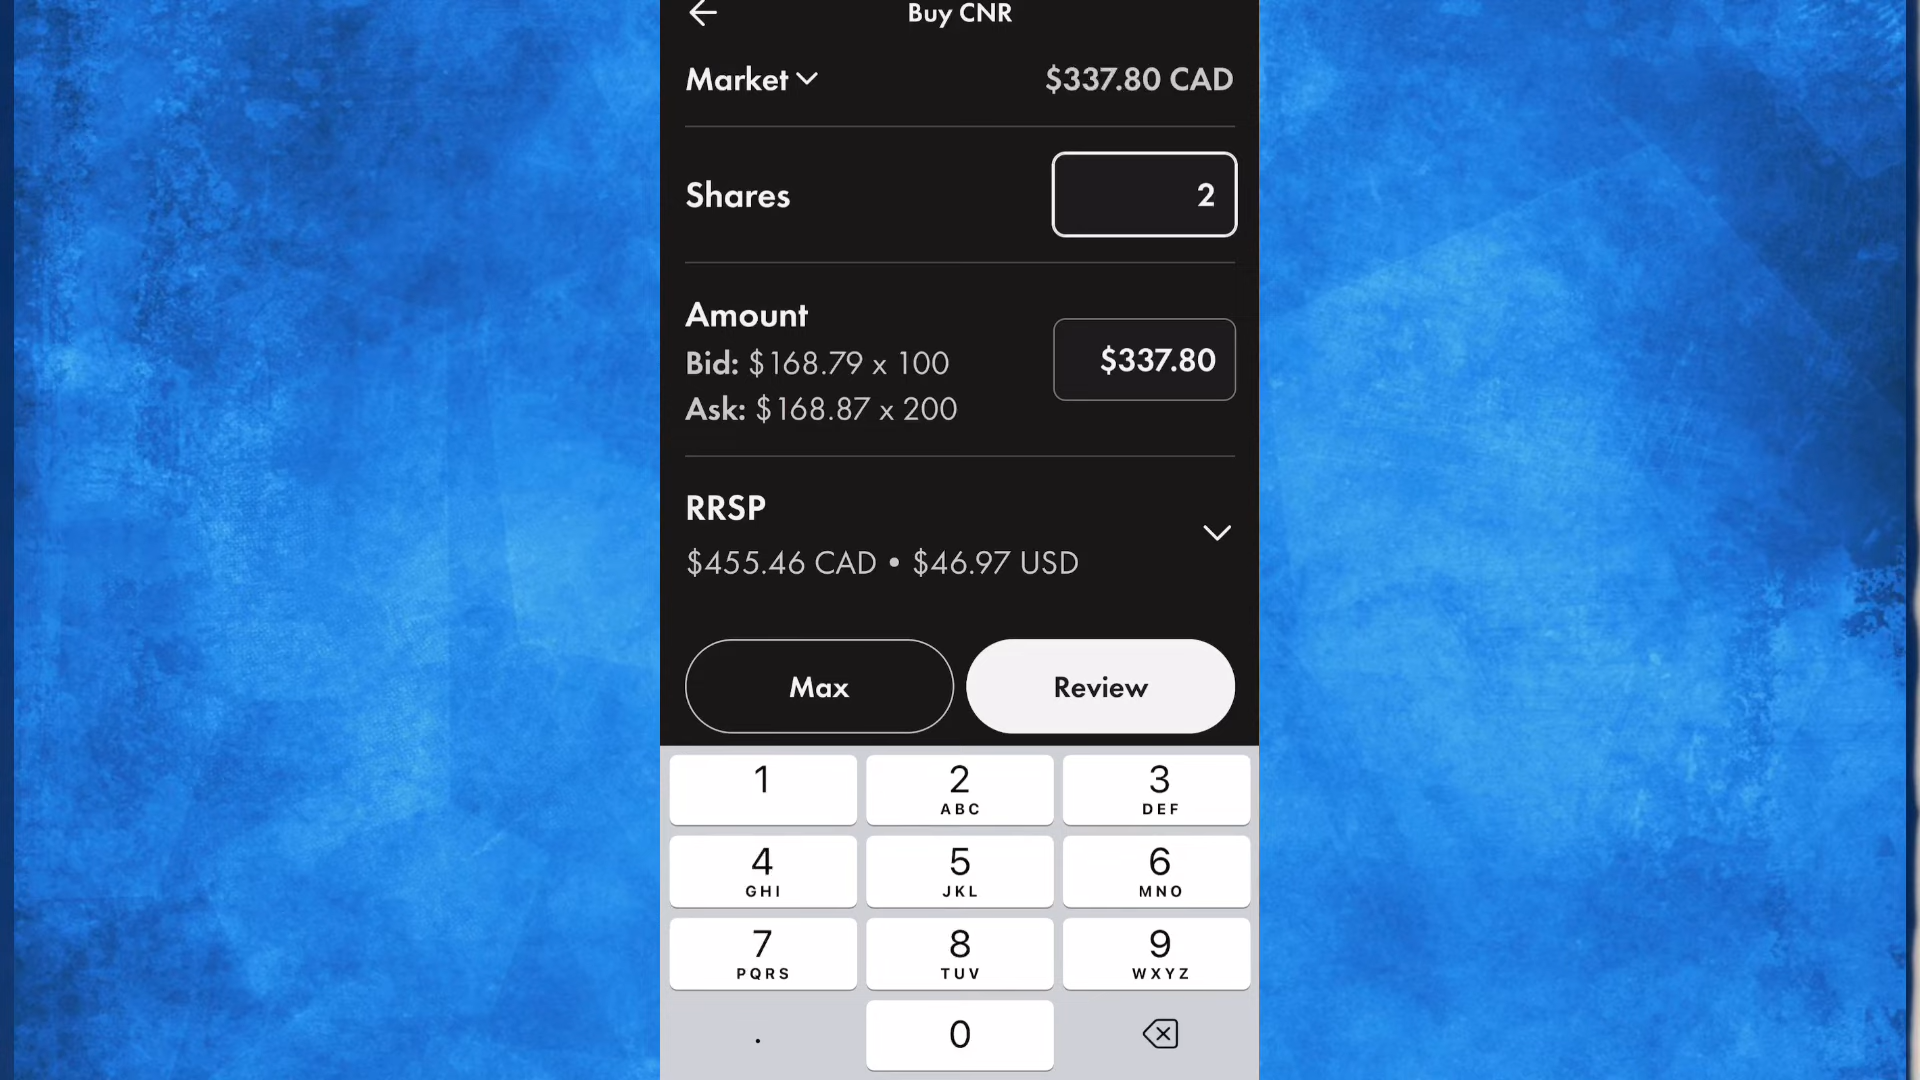 Buy CNR
Market $337.80 CAD
Shares 2
Amount
$337.80
Bid: $168.79 x 100
Ask: $168.87 x 200
RRSP
$455.46 CAD • $46.97 USD
Max Review
1 2 3
ABC DEF
4 5 6
GHI JKL MNO
7 8 9
PQRS TUV WXYZ
. 0